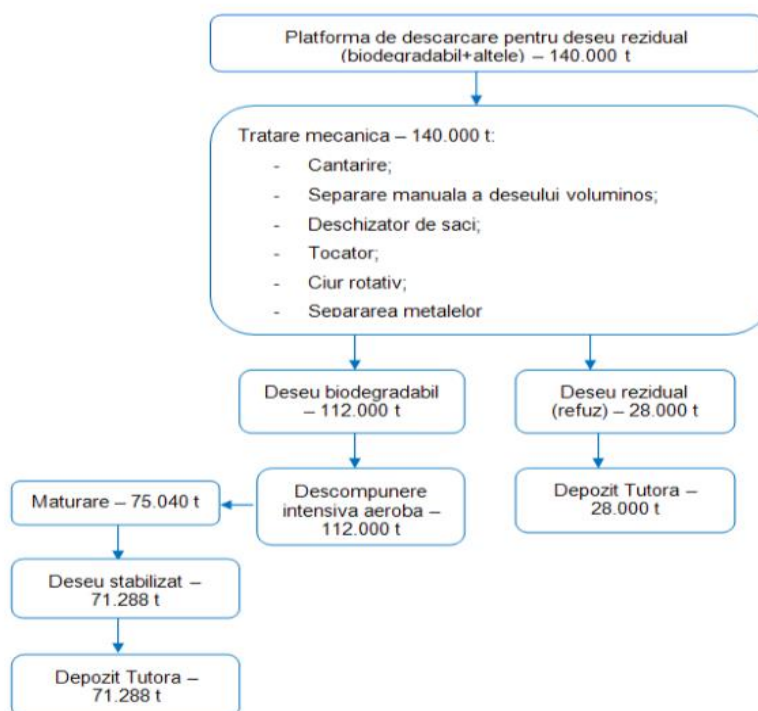 Platforma de descarcare pentru deseu rezidual
(biodegradabil+altele) – 140.000 t
Tratare mecanica – 140.000 t:
- Cantarire;
- Separare manuala a deseului voluminos;
- Deschizator de saci;
- Tocator;
- Ciur rotativ;
- Separarea metalelor
Deseu biodegradabil
– 112.000 t
Deseu rezidual
(refuz) – 28.000 t
Maturare – 75.040 t
Descompunere
intensiva aeroba –
112.000 t
Depozit Tutora –
28.000 t
Deseu stabilizat –
71.288 t
Depozit Tutora –
71.288 t